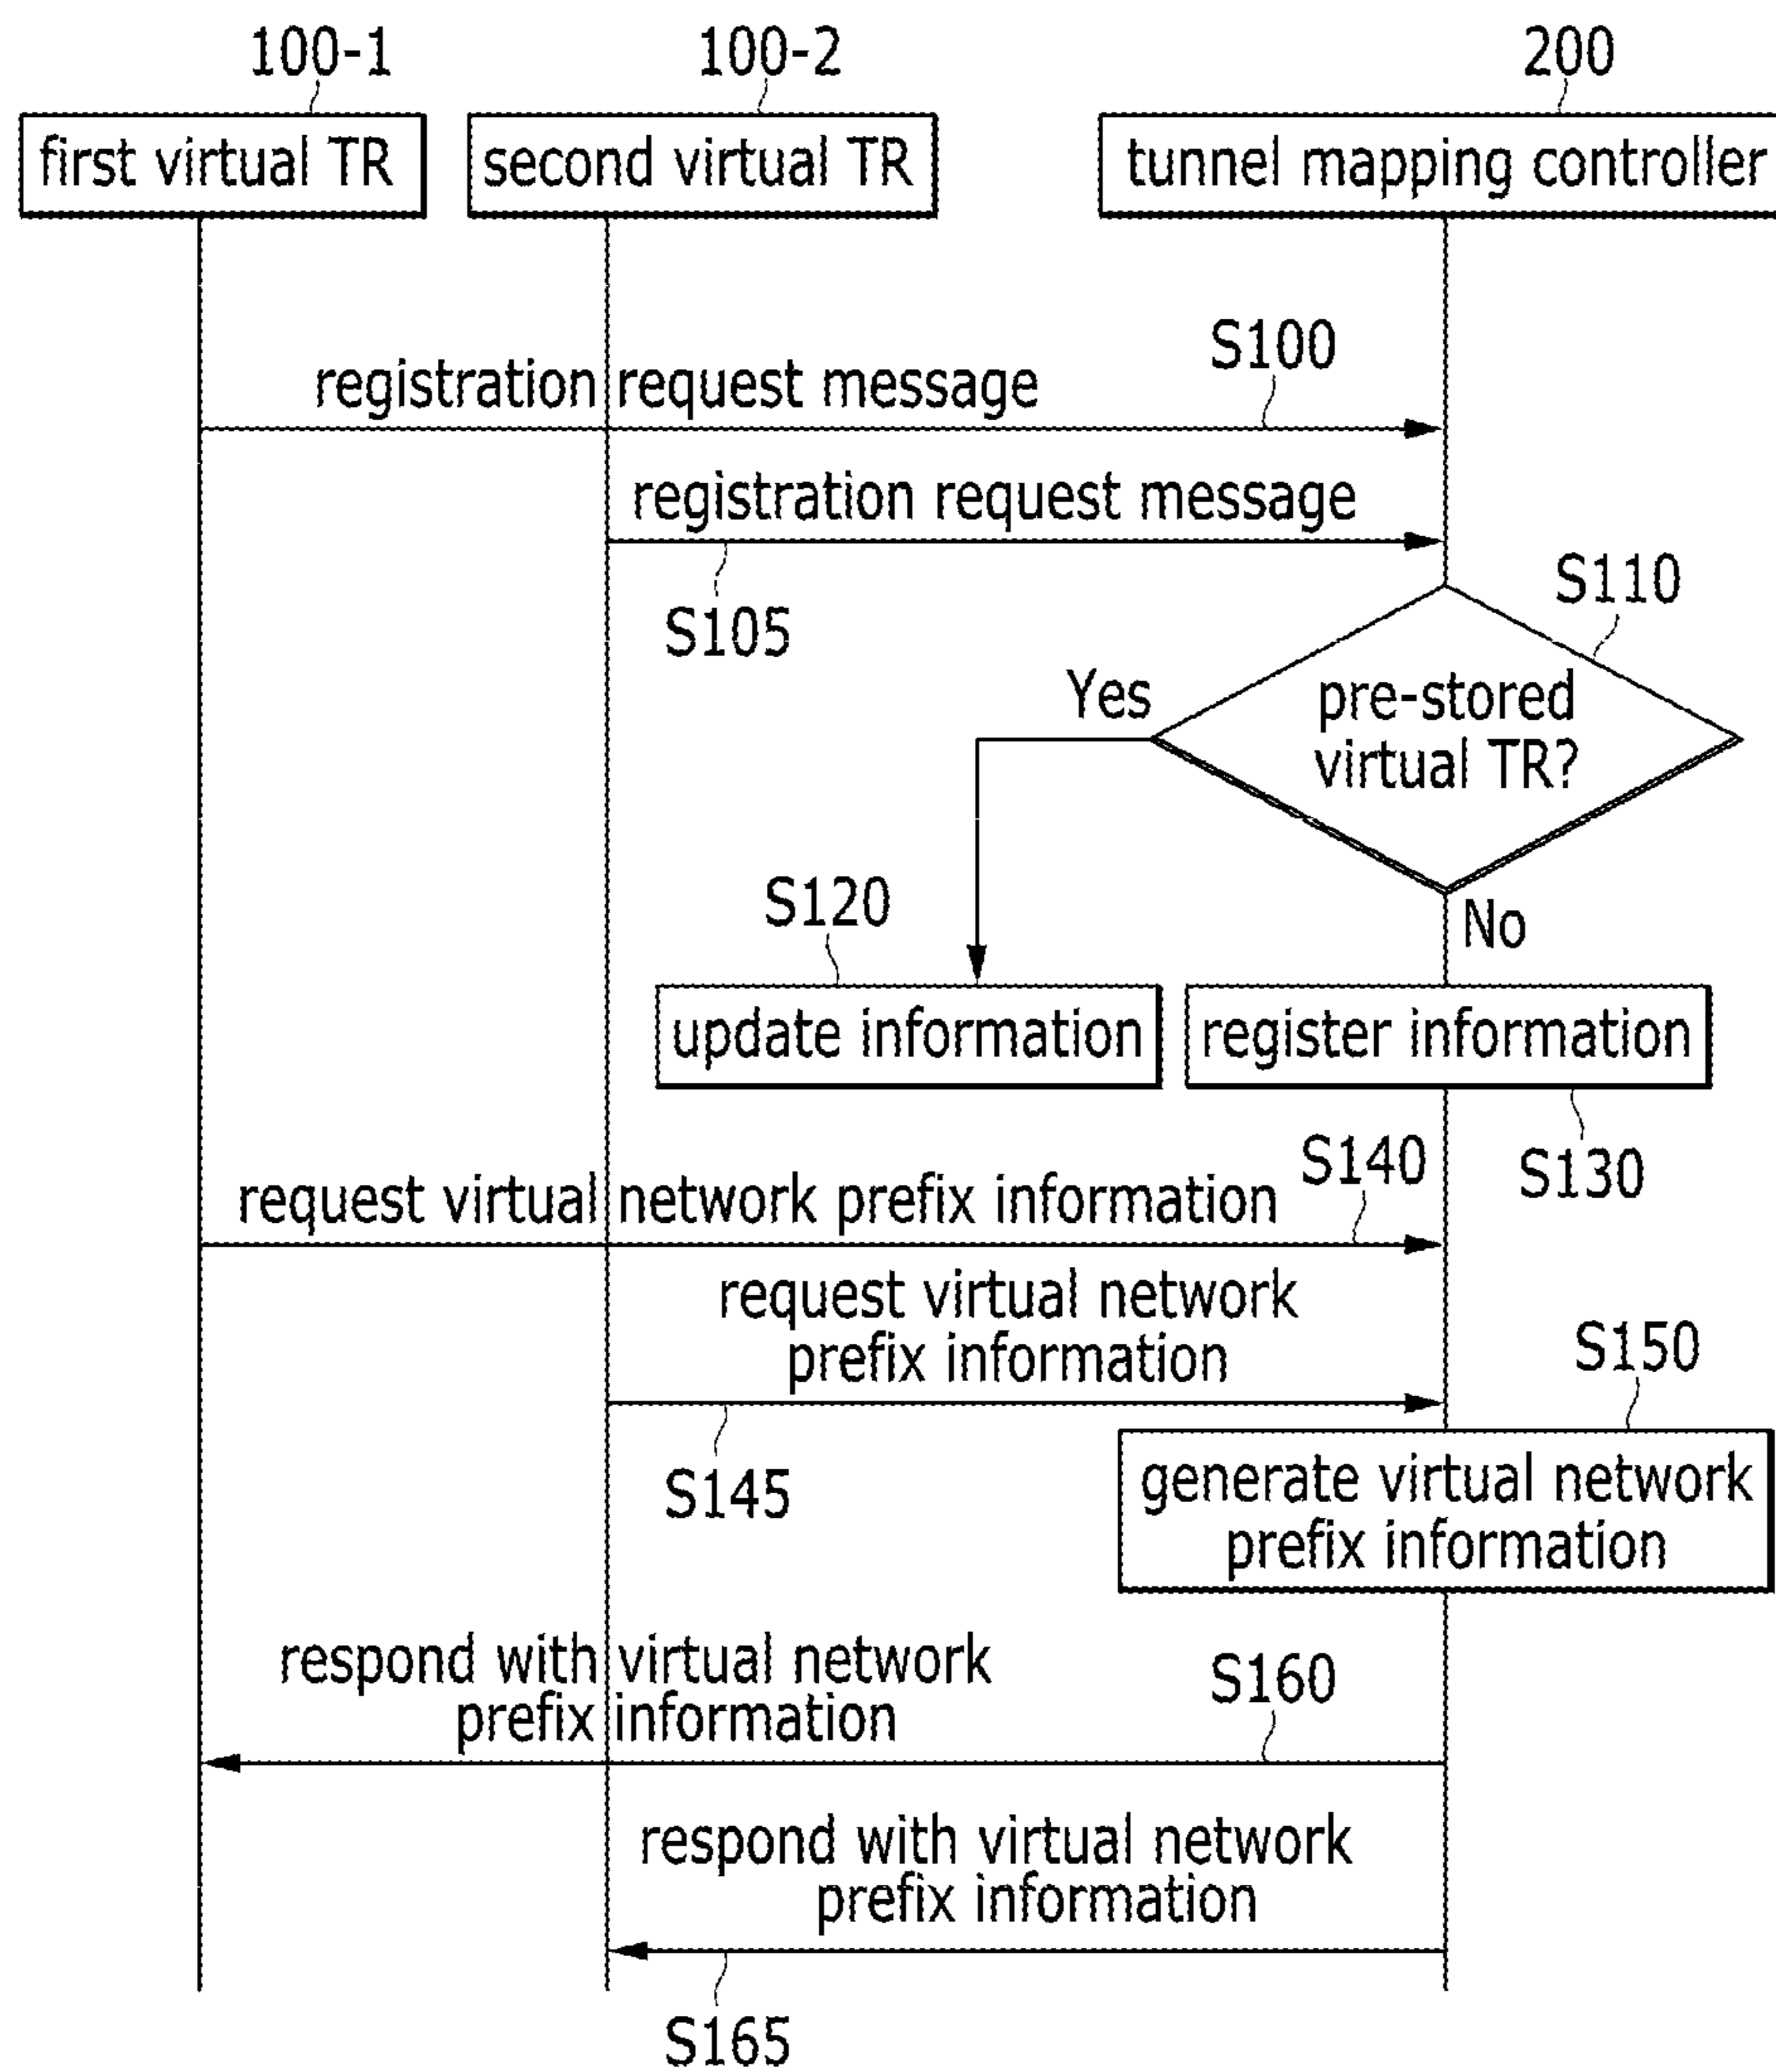 100-1
100-2
200
first virtual TR
second virtual TR
tunnel mapping controller
S100
registration request message
registration request message
S105
S110
Yes
pre-stored
virtual TR?
No
S120
update information
register information
S130
S140
request virtual network prefix information
request virtual network
prefix information
S145
S150
generate virtual network
prefix information
respond with virtual network
prefix information
S160
respond with virtual network
prefix information
S165